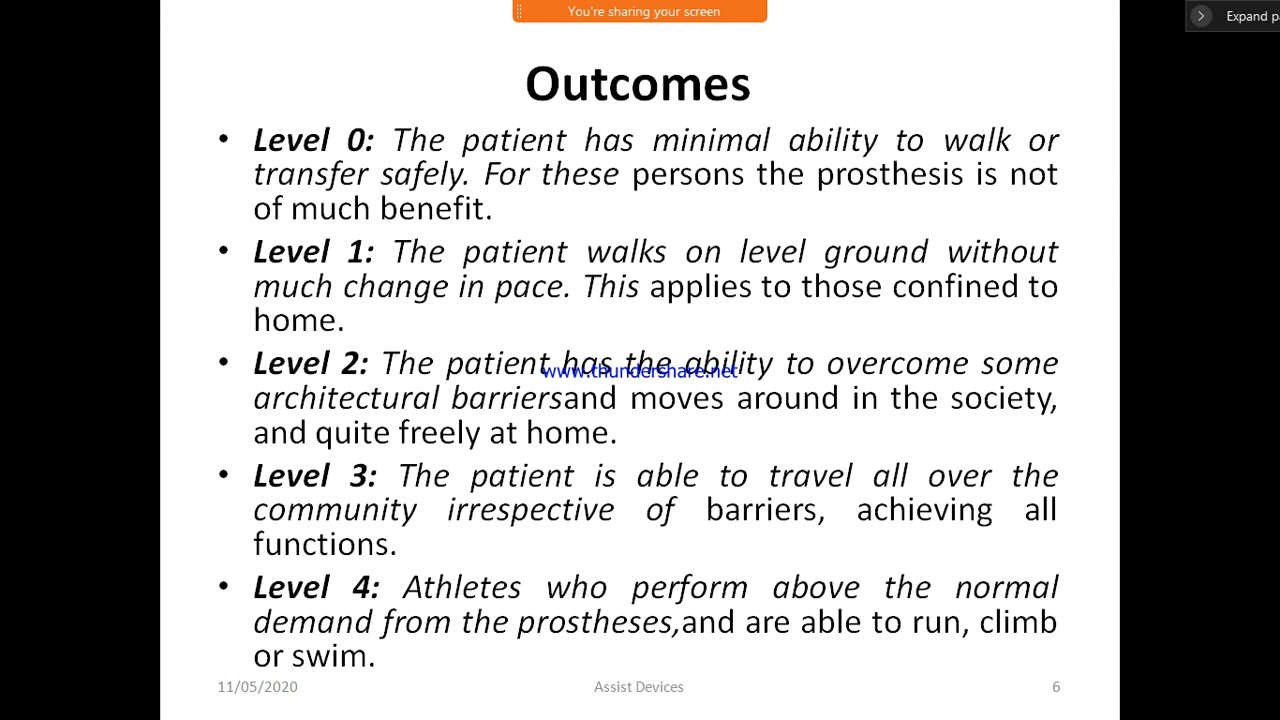 You're sharing your screen
Expand p
Outcomes
• Level 0: The patient has minimal ability to walk or
transfer safely. For these persons the prosthesis is not
of much benefit.
• Level 1: The patient walks on level ground without
much change in pace. This applies to those confined to
home.
• Level 2: The patient has the ability to overcome some
www.thundershare.net
architectural barriersand moves around in the society,
and quite freely at home.
• Level 3: The patient is able to travel all over the
community irrespective of barriers, achieving all
functions.
• Level 4: Athletes who perform above the normal
demand from the prostheses,and are able to run, climb
or swim.
11/05/2020 Assist Devices 6